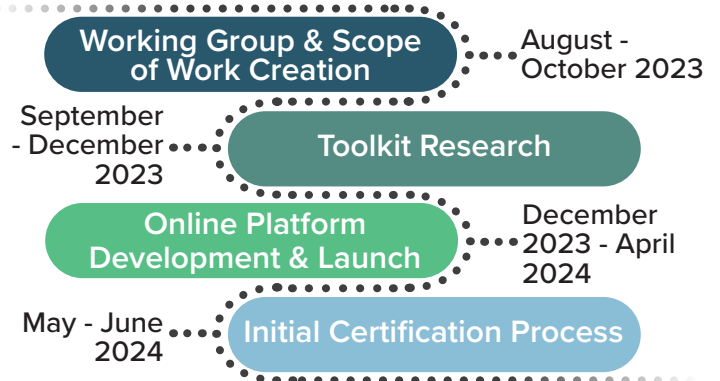 Working Group & Scope
of Work Creation
August -
October 2023
September
- December
2023
Toolkit Research
Online Platform
Development & Launch
December
2023 - April
2024
May - June
2024
Initial Certification Process